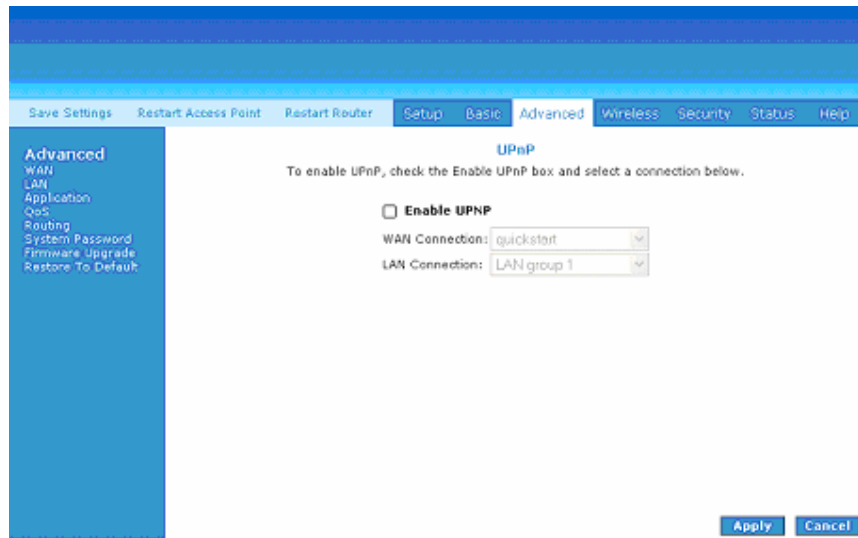 Save Settings Restart Access Point Restart Router Setup Basic Advanced Wireless Security Status Help
Advanced
WAN
LAN
Application
QoS
Routing
System Password
Firmware Upgrade
Restore To Default
UPnP
To enable UPnP, check the Enable UPnP box and select a connection below.
Enable UPNP
WAN Connection: quickstart
LAN Connection: LAN group 1
Apply Cancel